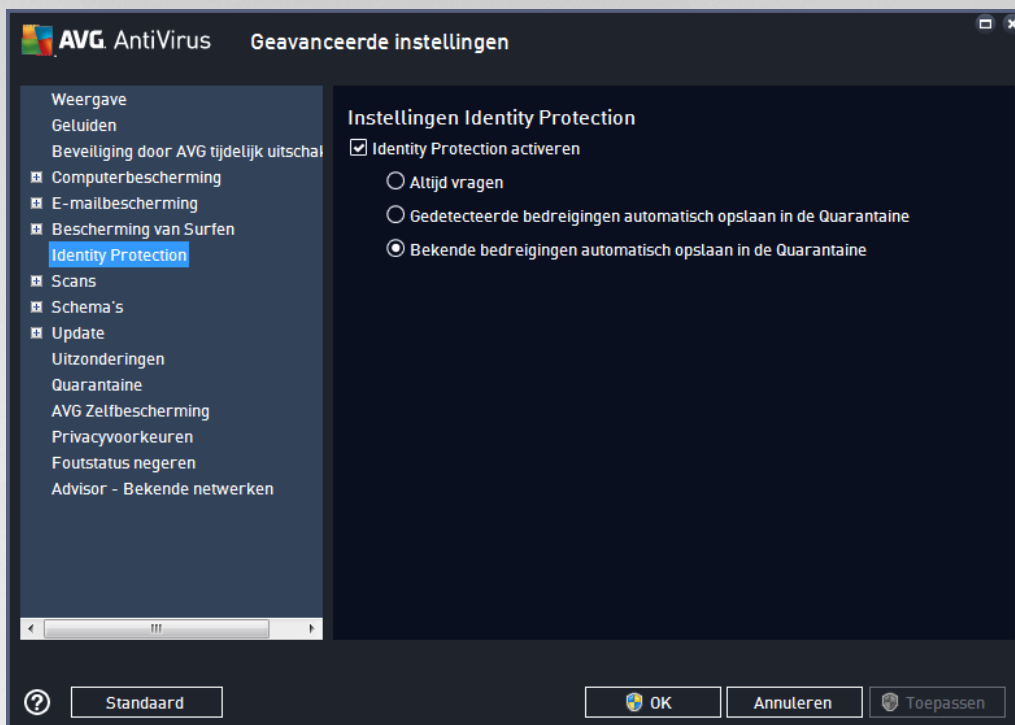 AVG. AntiVirus Geavanceerde instellingen
Weergave
Geluiden
Beveiliging door AVG tijdelijk uitschak
Computerbescherming
E-mailbescherming
Bescherming van Surfen
Identity Protection
Scans
Schema's
Update
Uitzonderingen
Quarantaine
AVG Zelfbescherming
Privacyvoorkeuren
Foutstatus negeren
Advisor - Bekende netwerken
Instellingen Identity Protection
Identity Protection activeren
Altijd vragen
Gedetecteerde bedreigingen automatisch opslaan in de Quarantaine
Bekende bedreigingen automatisch opslaan in de Quarantaine
? Standaard OK Annuleren Toepassen